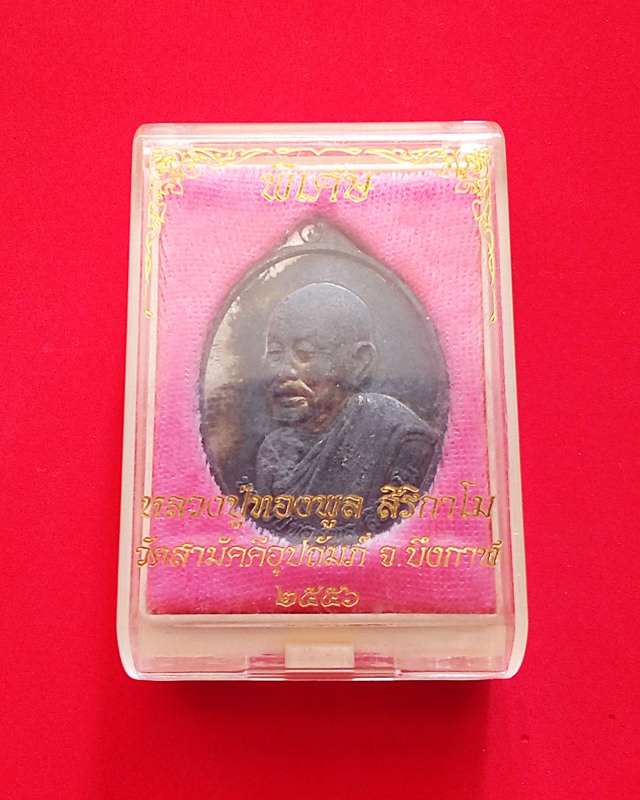 พิเศษ
หลวงปู่ทองพูล สิริกาโม
วัดสามัคคีอุปถัมภ์ จ.บึงกาฬ
๒๕๕๖